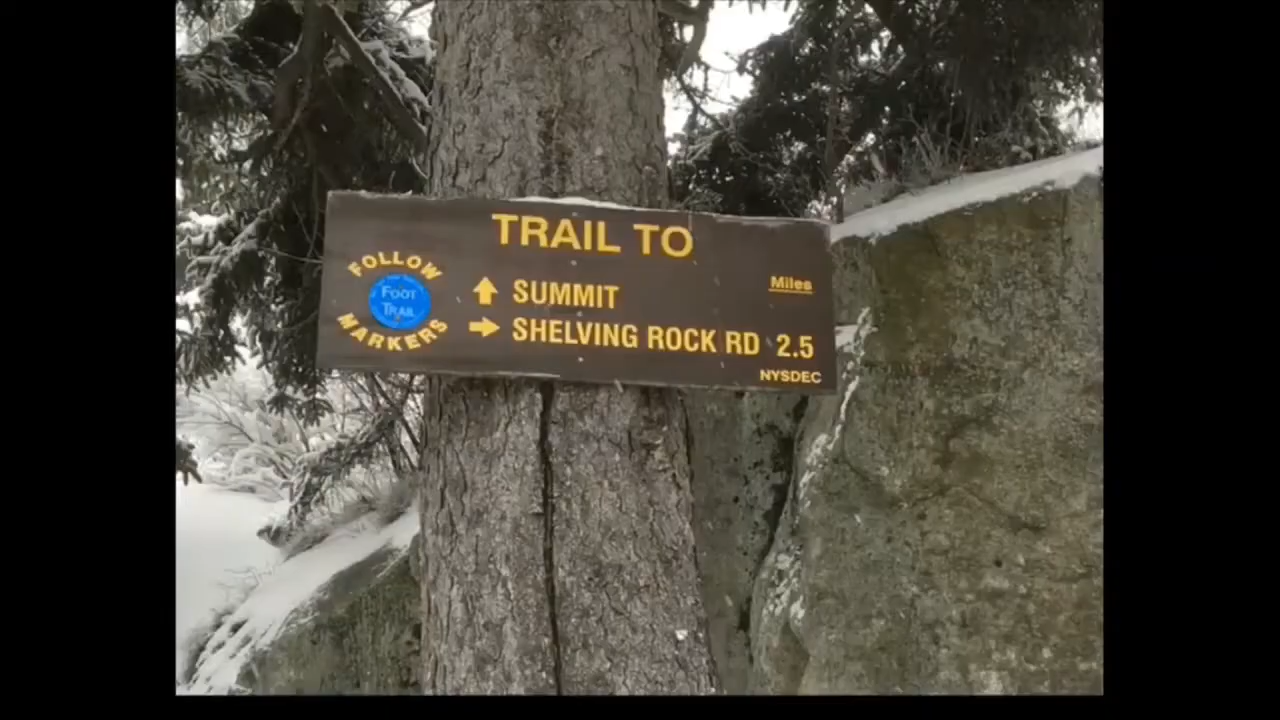 TRAIL TO
Miles
SUMMIT
SHELVING ROCK RD 2.5
NYSDEC
FOLLOW
FOOT
TRAIL
MARKERS